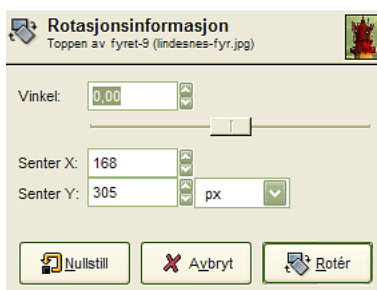 Rotasjonsinformasjon
Toppen av fyret-9 (lindesnes-fyr.jpg)
Vinkel: 0,00
Senter X: 168
Senter Y: 305 px
Nullstill Avbryt Rotér